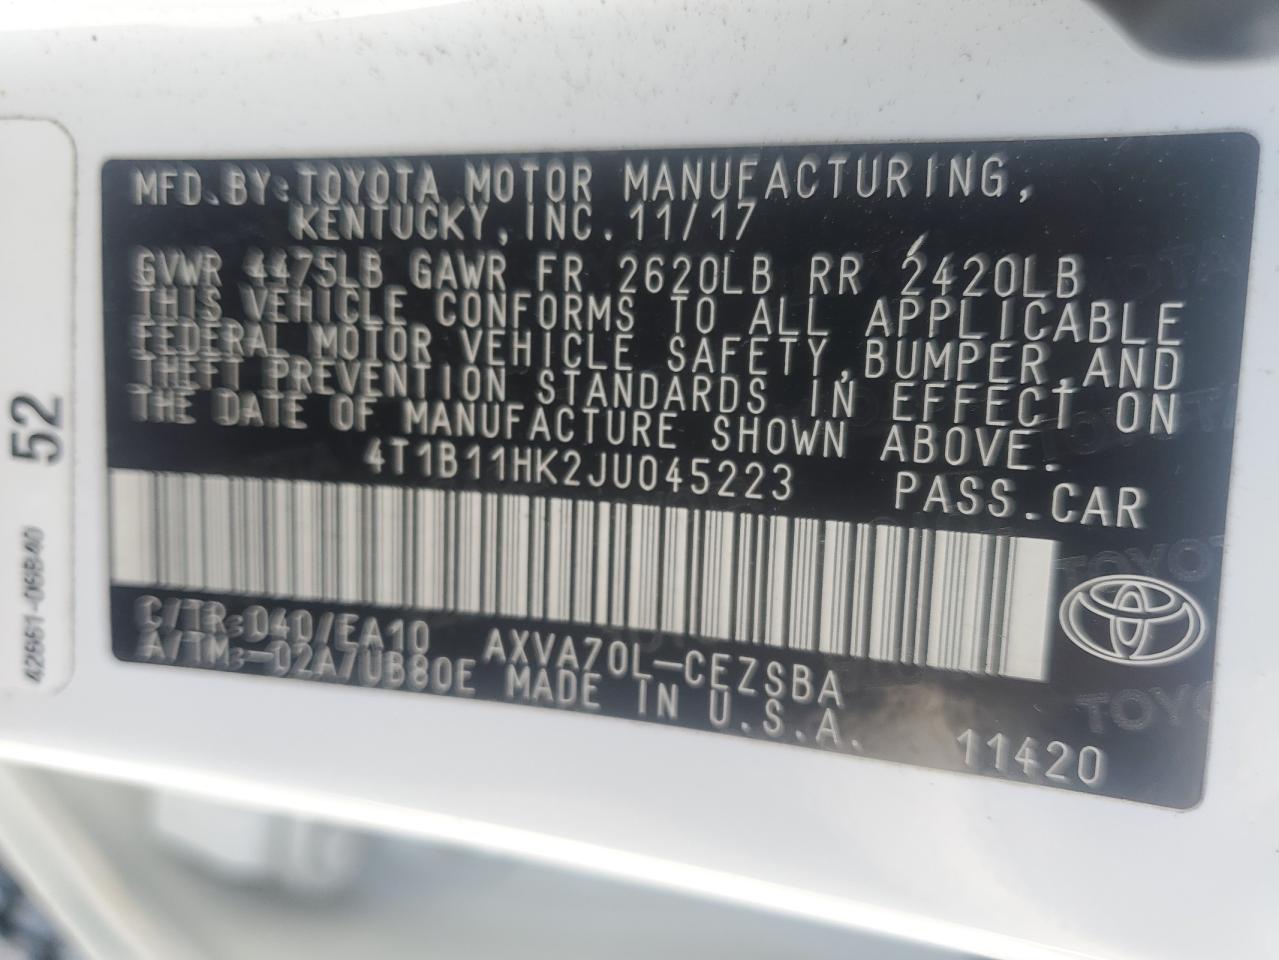 MFD.BY:TOYOTA MOTOR MANUFACTURING,
KENTUCKY,INC.11/17
GVWR 4475LB GAWR FR 2620LB RR 2420LB
THIS VEHICLE CONFORMS TO ALL APPLICABLE
FEDERAL MOTOR VEHICLE SAFETY,BUMPER,AND
THEFT PREVENTION STANDARDS IN EFFECT ON
THE DATE OF MANUFACTURE SHOWN ABOVE.
4T1B11HK2JU045223 PASS.CAR
C/TR:040/EA10 AXVA70L-CEZSBA
A/TM:-02A/UB80E MADE IN U.S.A.
11420
TOYOTA
TOYO
52